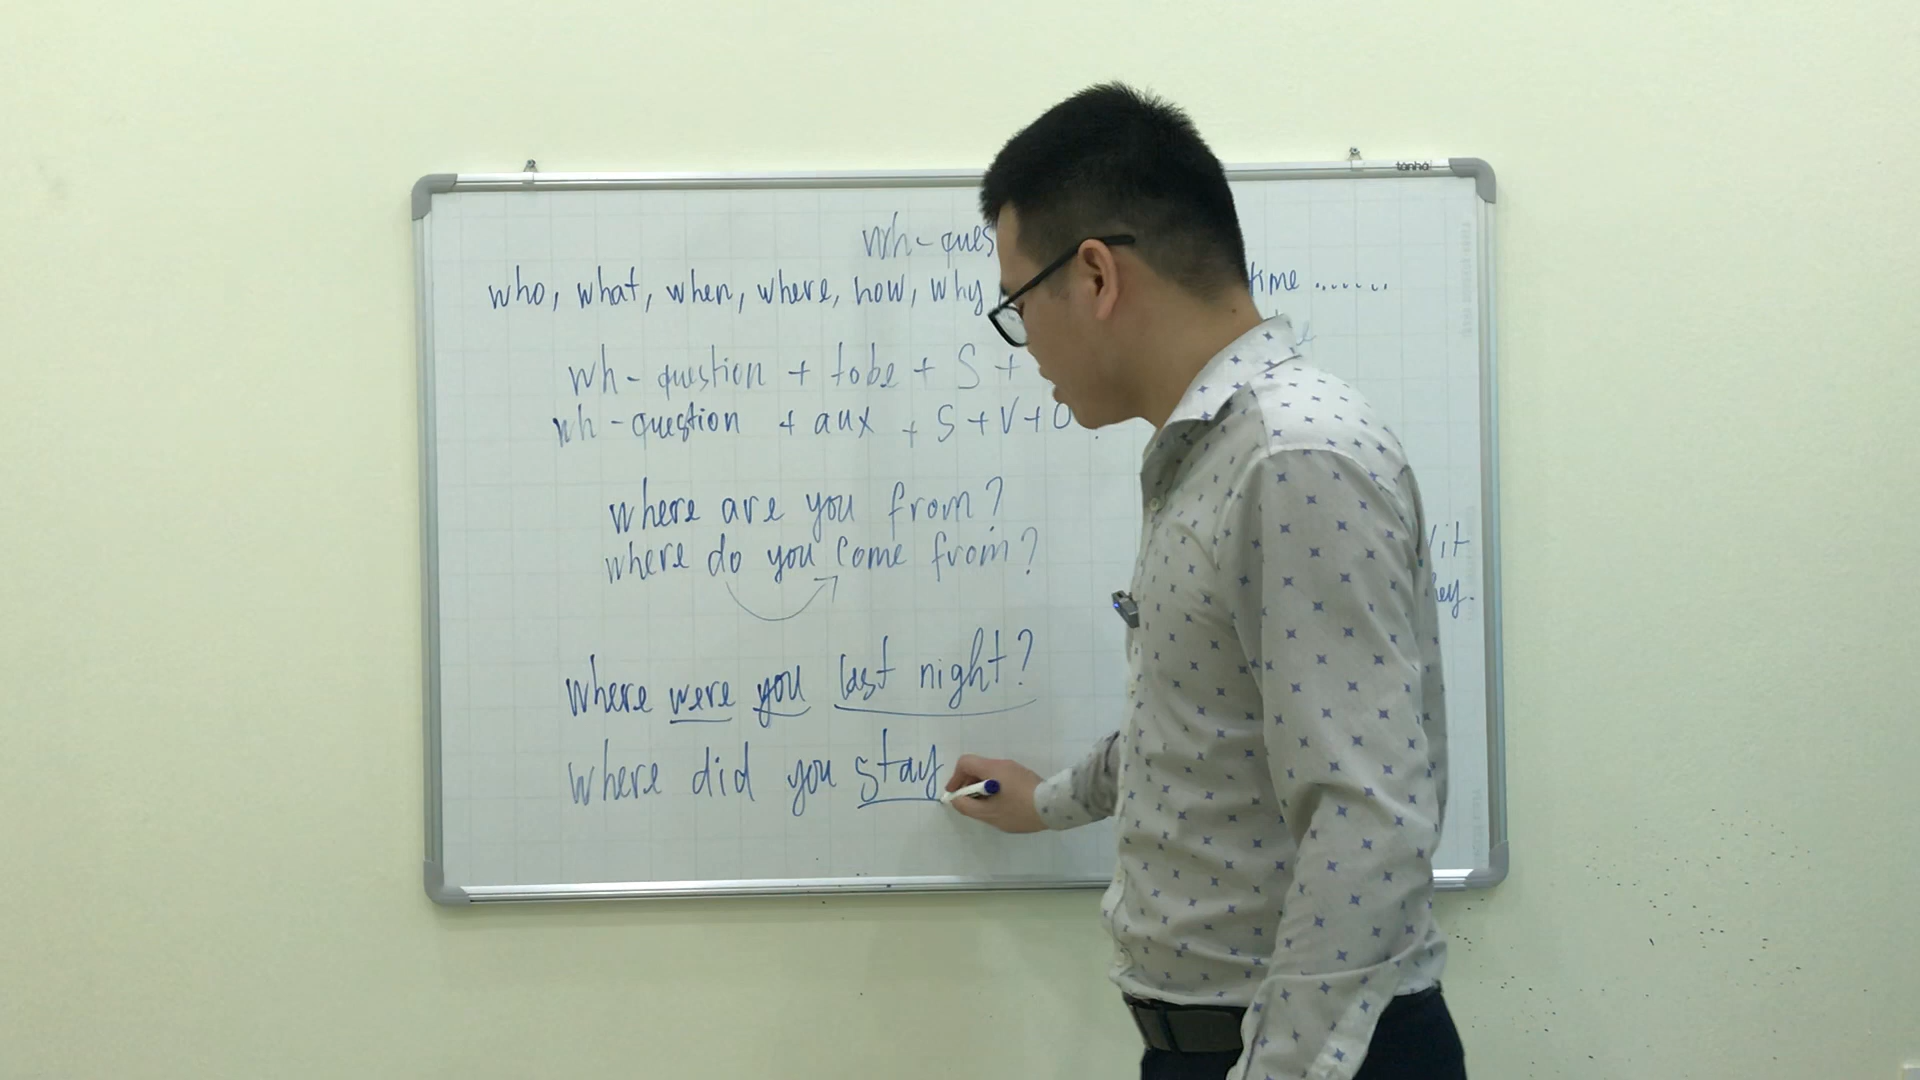 tánhà
wh-ques
who, what, when, where, how, why time .......
wh-question + tobe + S +
wh-question + aux + S + V + O
where are you from?
where do you come from?
where were you last night?
where did you stay